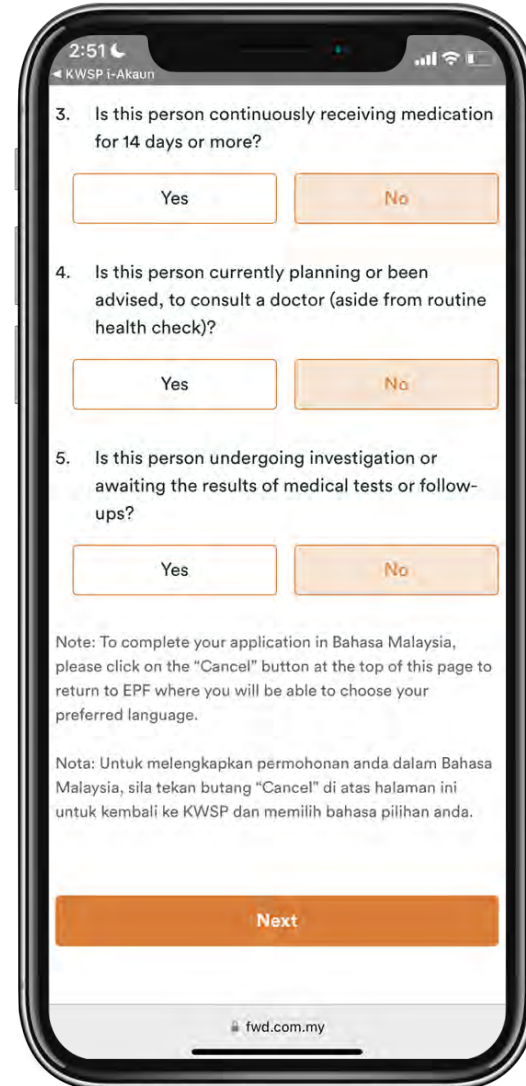 2:51
◀ KWSP i-Akaun
3. Is this person continuously receiving medication
for 14 days or more?
Yes No
4. Is this person currently planning or been
advised, to consult a doctor (aside from routine
health check)?
Yes No
5. Is this person undergoing investigation or
awaiting the results of medical tests or follow-
ups?
Yes No
Note: To complete your application in Bahasa Malaysia,
please click on the “Cancel” button at the top of this page to
return to EPF where you will be able to choose your
preferred language.
Nota: Untuk melengkapkan permohonan anda dalam Bahasa
Malaysia, sila tekan butang “Cancel” di atas halaman ini
untuk kembali ke KWSP dan memilih bahasa pilihan anda.
Next
fwd.com.my